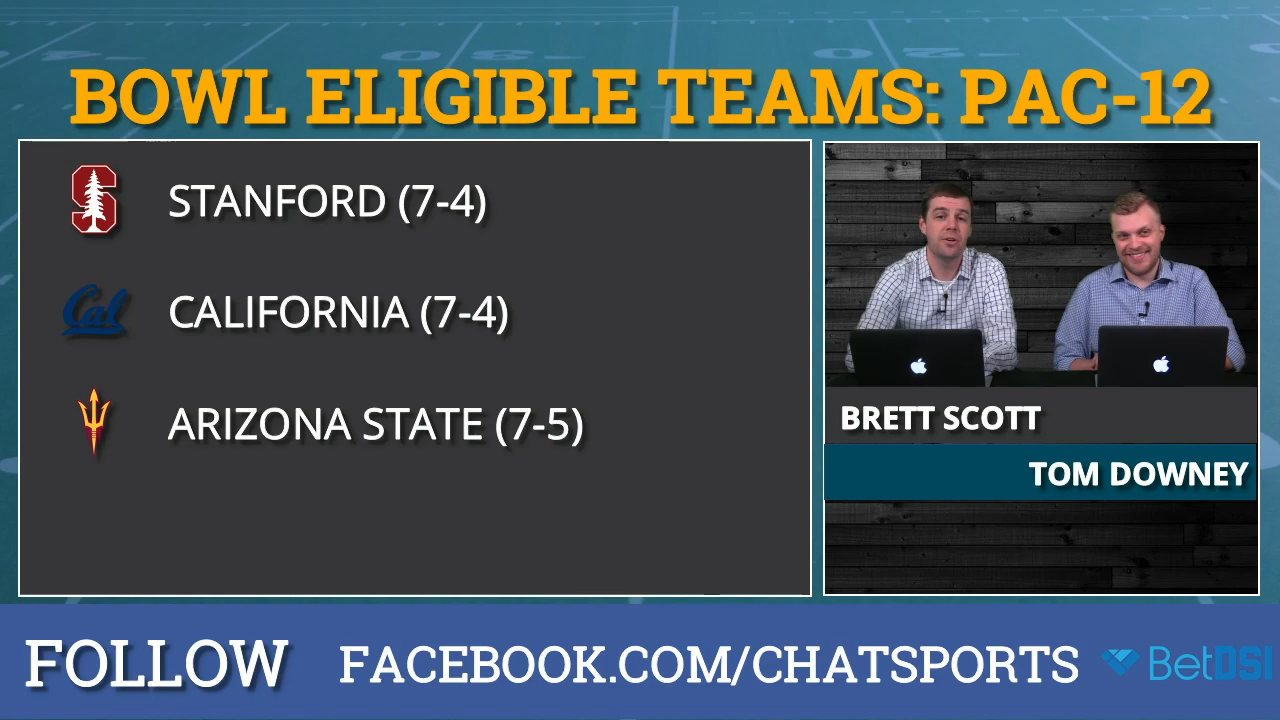 BOWL ELIGIBLE TEAMS: PAC-12
S
STANFORD (7-4)
Cal
CALIFORNIA (7-4)
ARIZONA STATE (7-5)
BRETT SCOTT
TOM DOWNEY
FOLLOW FACEBOOK.COM/CHATSPORTS BetDSI